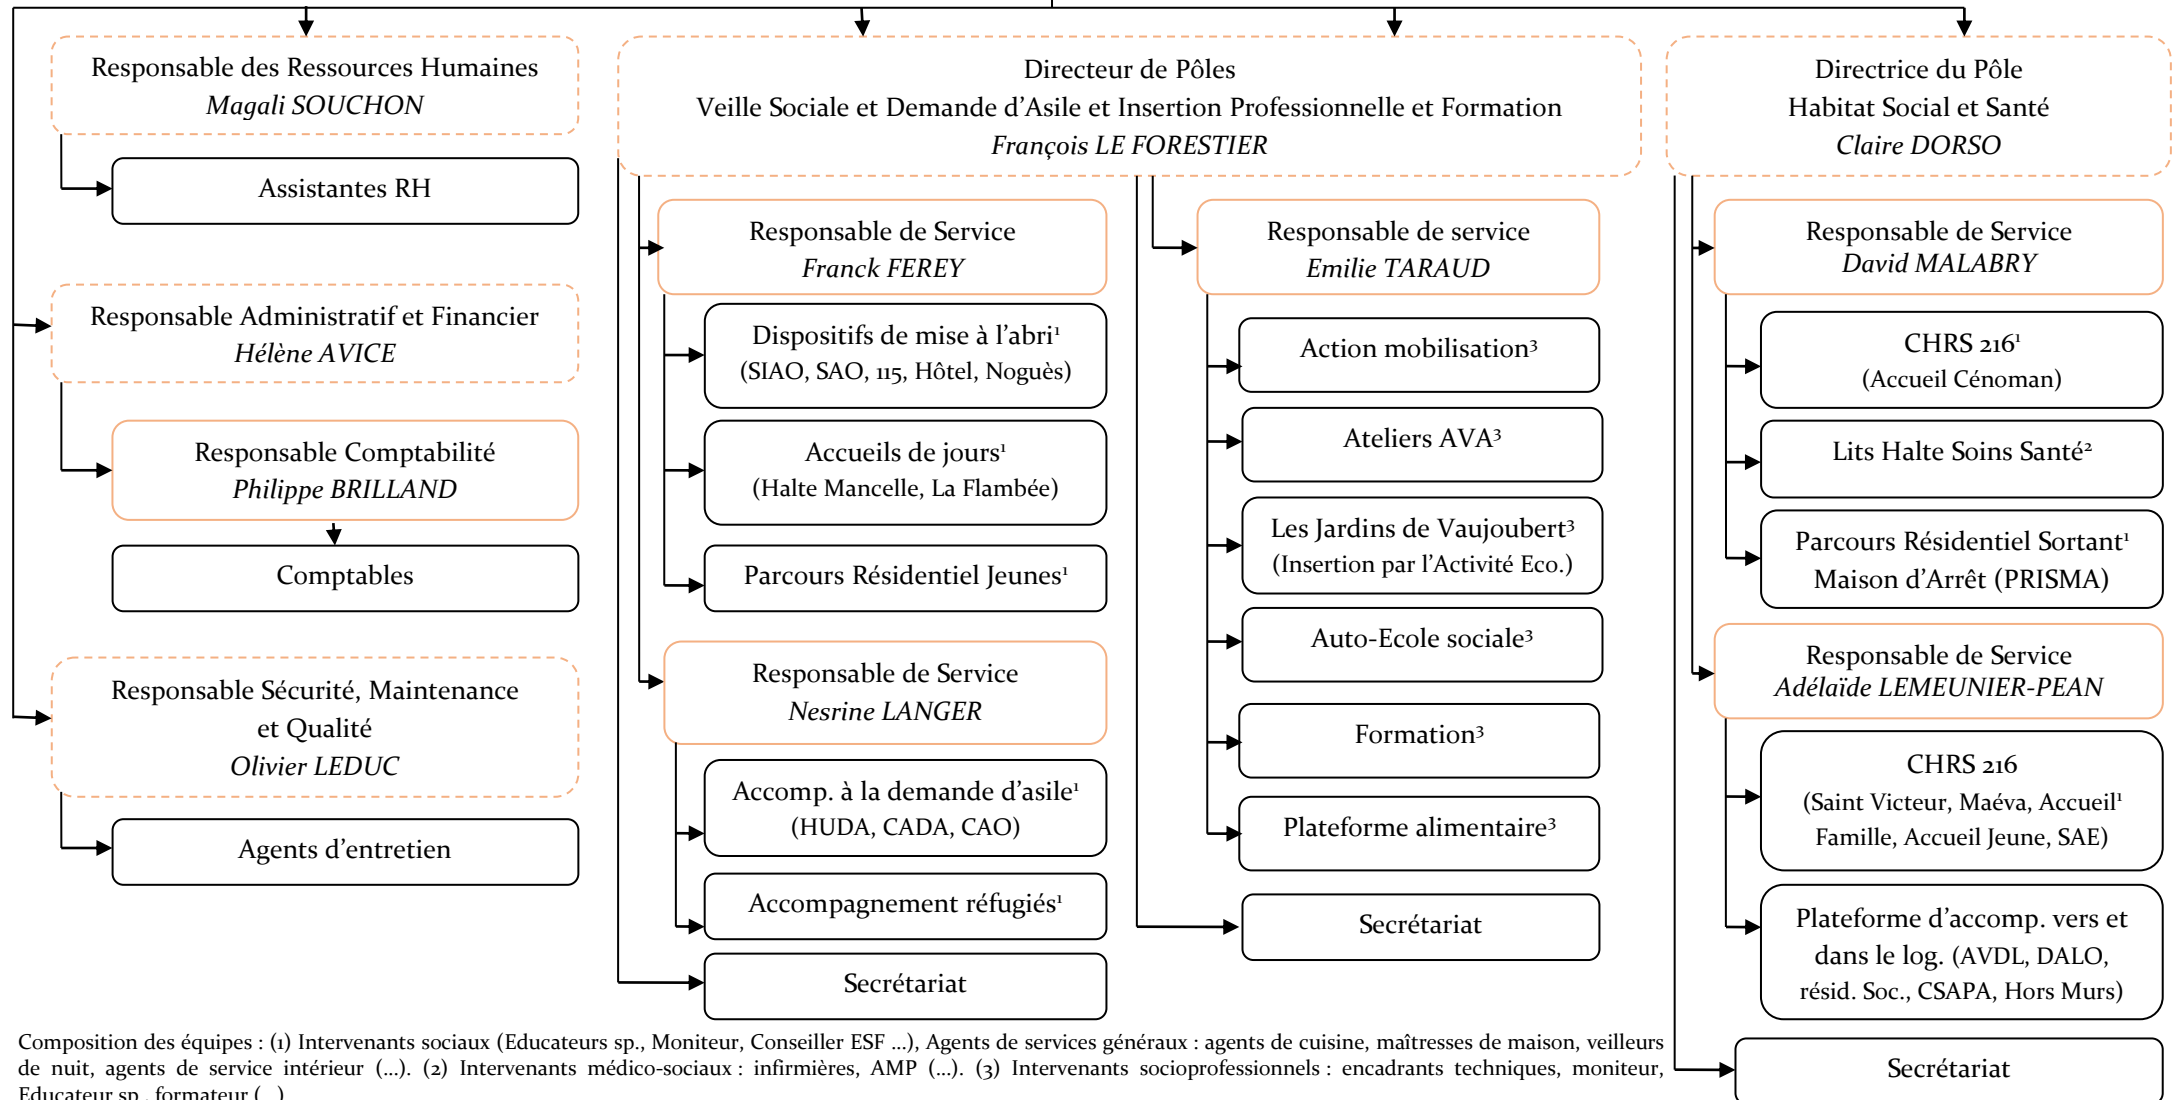 Responsable des Ressources Humaines
Magali SOUCHON
Assistantes RH
Responsable Administratif et Financier
Hélène AVICE
Responsable Comptabilité
Philippe BRILLAND
Comptables
Responsable Sécurité, Maintenance
et Qualité
Olivier LEDUC
Agents d’entretien
Directeur de Pôles
Veille Sociale et Demande d’Asile et Insertion Professionnelle et Formation
François LE FORESTIER
Responsable de Service
Franck FEREY
Dispositifs de mise à l’abri¹
(SIAO, SAO, 115, Hôtel, Noguès)
Accueils de jours¹
(Halte Mancelle, La Flambée)
Parcours Résidentiel Jeunes¹
Responsable de Service
Nesrine LANGER
Accomp. à la demande d’asile¹
(HUDA, CADA, CAO)
Accompagnement réfugiés¹
Secrétariat
Responsable de service
Emilie TARAUD
Action mobilisation³
Ateliers AVA³
Les Jardins de Vaujoubert³
(Insertion par l’Activité Eco.)
Auto-Ecole sociale³
Formation³
Plateforme alimentaire³
Secrétariat
Directrice du Pôle
Habitat Social et Santé
Claire DORSO
Responsable de Service
David MALABRY
CHRS 216¹
(Accueil Cénoman)
Lits Halte Soins Santé²
Parcours Résidentiel Sortant¹
Maison d’Arrêt (PRISMA)
Responsable de Service
Adélaïde LEMEUNIER-PEAN
CHRS 216
(Saint Victeur, Maéva, Accueil¹
Famille, Accueil Jeune, SAE)
Plateforme d’accomp. vers et
dans le log. (AVDL, DALO,
résid. Soc., CSAPA, Hors Murs)
Secrétariat
Composition des équipes : (1) Intervenants sociaux (Educateurs sp., Moniteur, Conseiller ESF ...), Agents de services généraux : agents de cuisine, maîtresses de maison, veilleurs
de nuit, agents de service intérieur (...). (2) Intervenants médico-sociaux : infirmières, AMP (...). (3) Intervenants socioprofessionnels : encadrants techniques, moniteur,
Educateur sp., formateur (...)